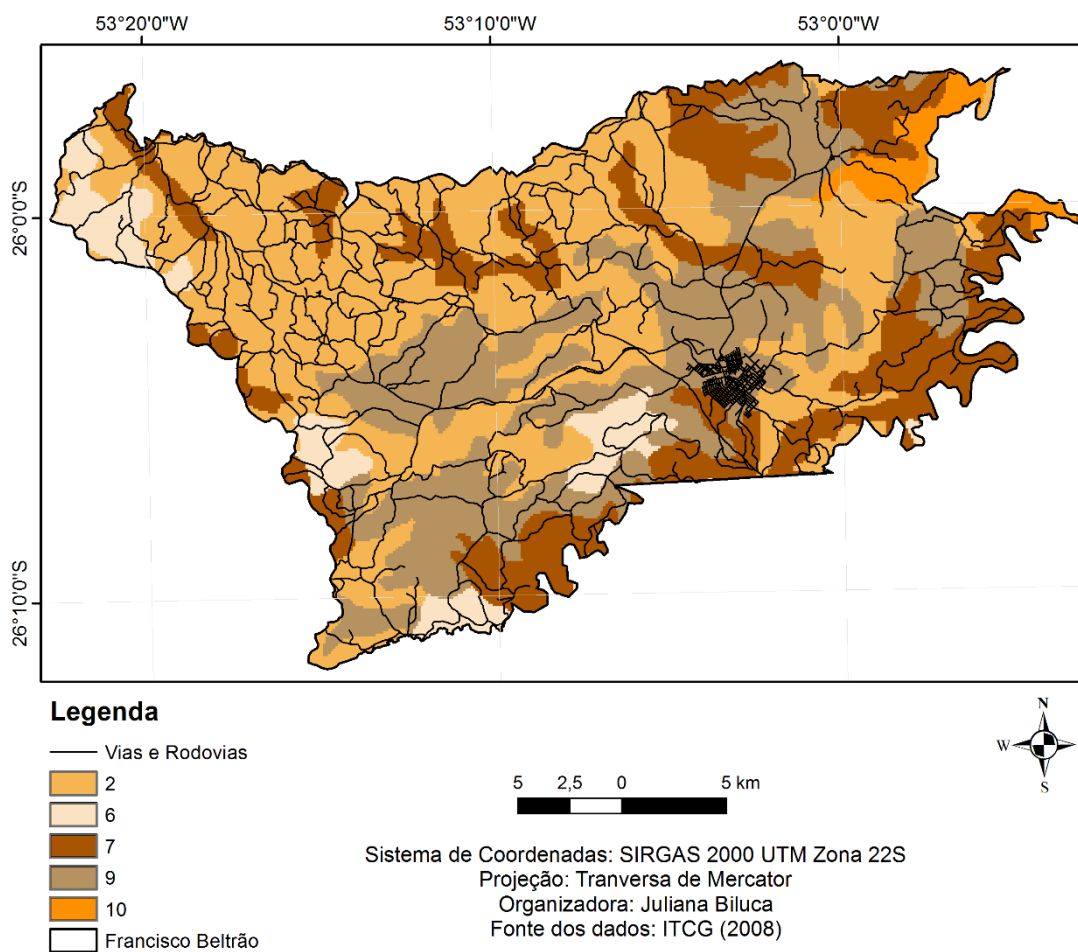 53°20'0"W 53°10'0"W 53°0'0"W
26°0'0"S
26°10'0"S
Legenda
Vias e Rodovias
2
6
7
9
10
Francisco Beltrão
5 2,5 0 5 km
Sistema de Coordenadas: SIRGAS 2000 UTM Zona 22S
Projeção: Tranversa de Mercator
Organizadora: Juliana Biluca
Fonte dos dados: ITCG (2008)
N
W E
S